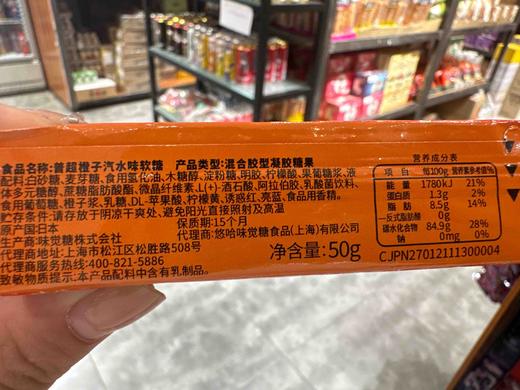 食品名称:普超橙子汽水味软糖 产品类型:混合胶型凝胶糖果
配料:白砂糖、麦芽糖、食用氢化油、木糖醇、淀粉糖、明胶、柠檬酸、果葡糖浆、液
体多元糖醇、蔗糖脂肪酸酯、微晶纤维素、L(+)-酒石酸、阿拉伯胶、乳酸菌饮料、
食用葡萄糖、橙子浆、乳糖、DL-苹果酸、柠檬黄、诱惑红、亮蓝、食品用香精。
贮存条件:请存放于阴凉干爽处、避免阳光直接照射及高温
原产国:日本 保质期:15个月
生产商:味觉糖株式会社 代理商:悠哈味觉糖食品(上海)有限公司
代理商地址:上海市松江区松胜路508号
代理商服务热线:400-821-5886 净含量:50g
致敏物质提示:本产品配料中含有乳制品。
营养成分表
项 目 每100g 营养素参考值%
能 量 1780kJ 21%
蛋白质 1.3g 2%
脂 肪 8.5g 14%
—反式脂肪酸 0g
碳水化合物 84.9g 28%
钠 0mg 0%
CJPN27012111300004